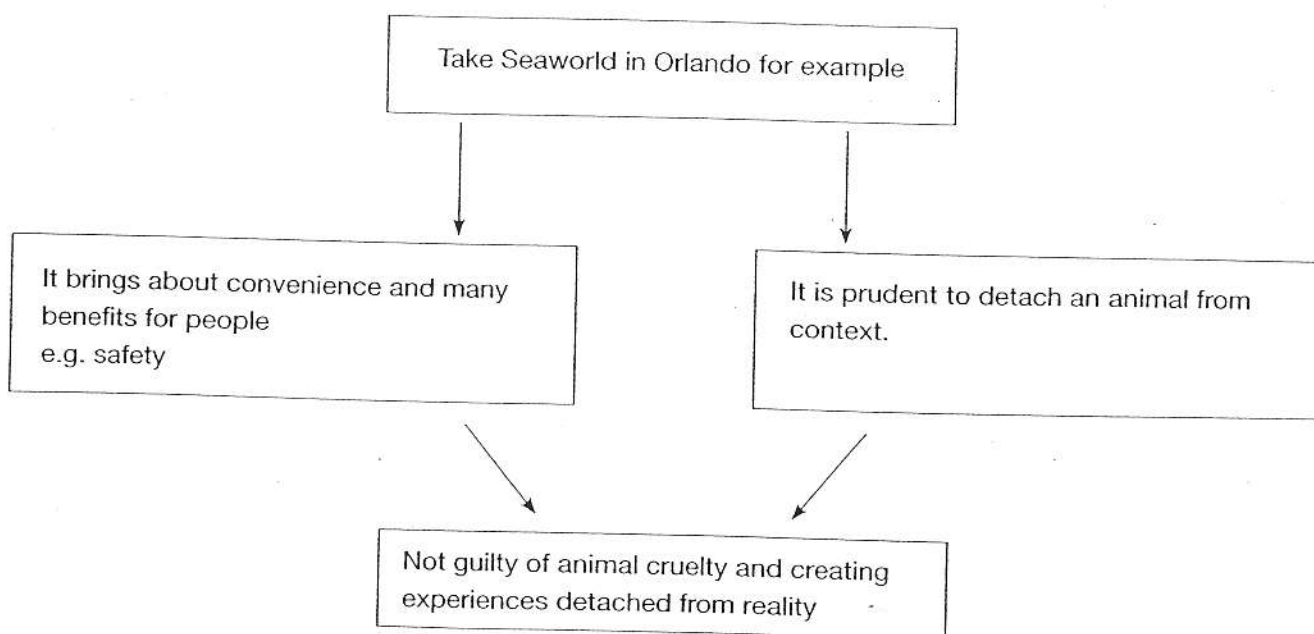 Take Seaworld in Orlando for example
It brings about convenience and many
benefits for people
e.g. safety
It is prudent to detach an animal from
context.
Not guilty of animal cruelty and creating
experiences detached from reality